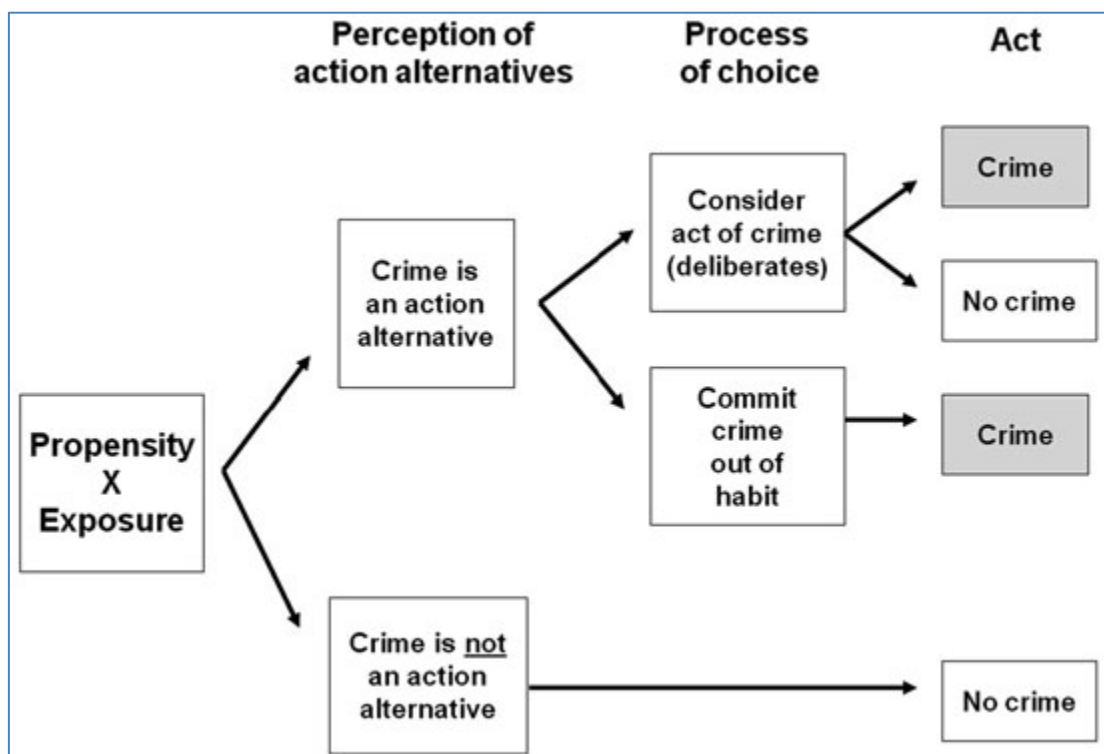 Perception of
action alternatives
Process
of choice
Act
Propensity
X
Exposure
Crime is
an action
alternative
Crime is not
an action
alternative
Consider
act of crime
(deliberates)
Commit
crime
out of
habit
Crime
No crime
Crime
No crime